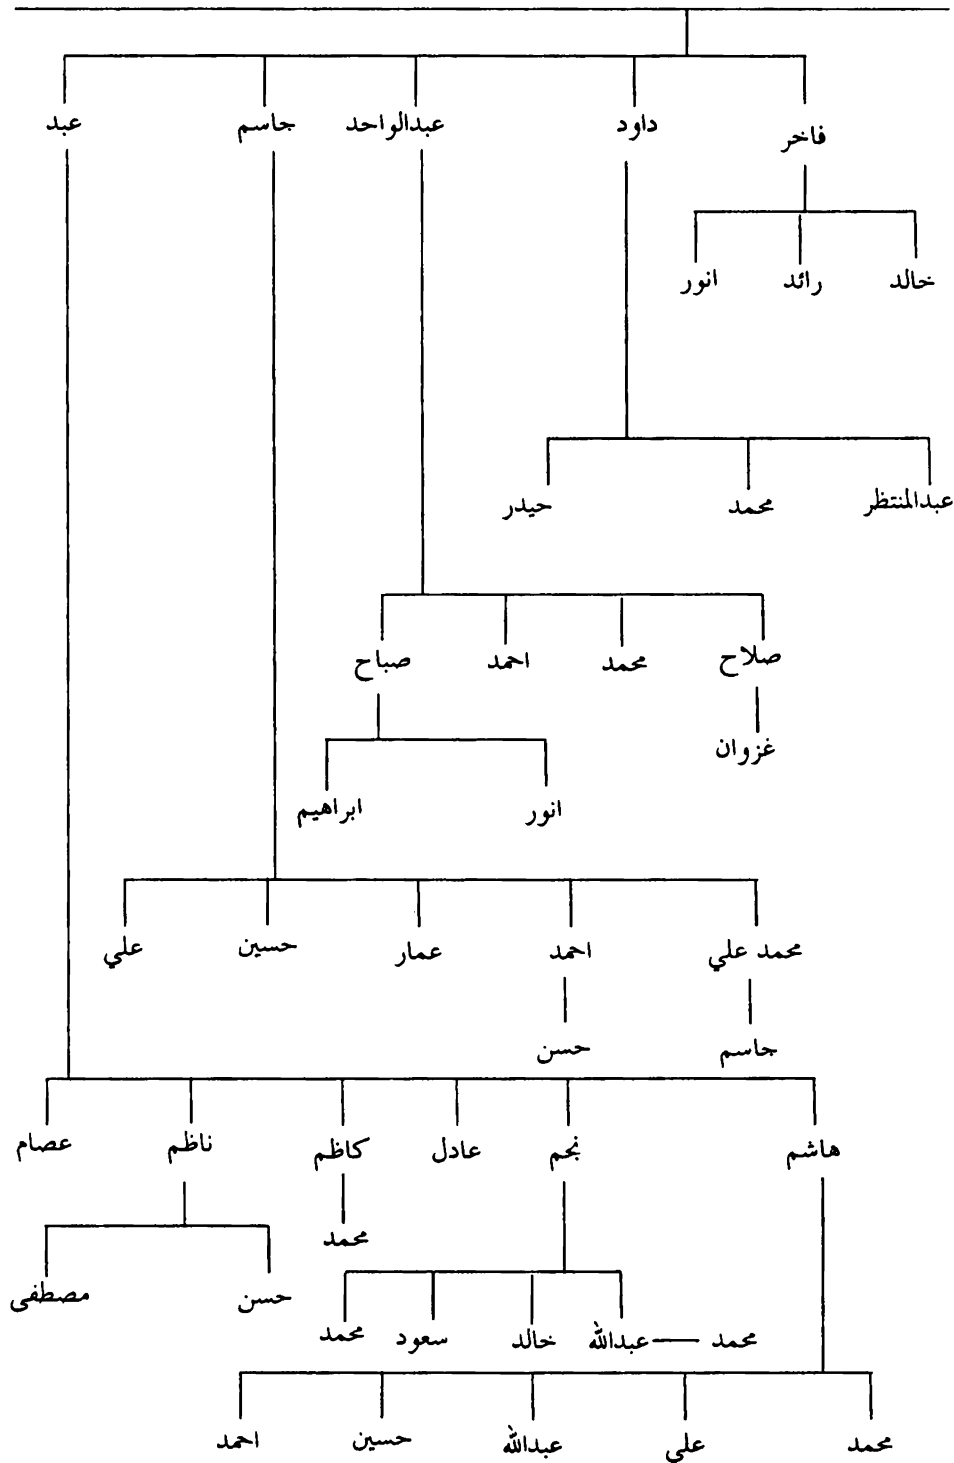 فاخر داود عبدالواحد جاسم عبد
خالد رائد انور
عبدالمنتظر محمد حيدر
صلاح محمد احمد صباح
غزوان
انور ابراهيم
محمد علي احمد عمار حسين علي
جاسم حسن
هاشم نجم عادل كاظم ناظم عصام
محمد
حسن مصطفى
محمد عبدالله خالد سعود محمد
محمد علي عبدالله حسين احمد